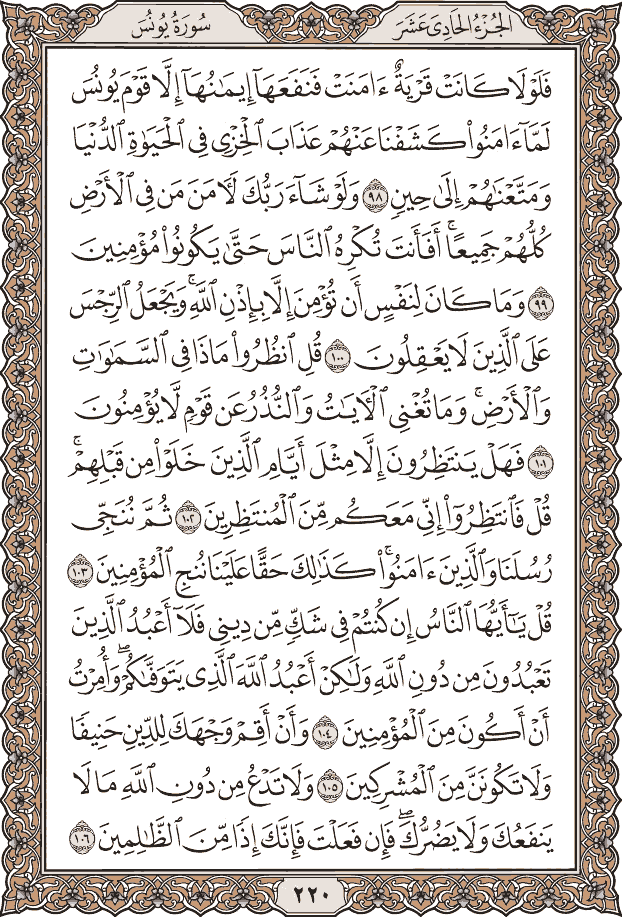 الجُزْءُ الحَادِي عَشَرَ
سُورَةُ يُونُسَ
فَلَوْلَا كَانَتْ قَرْيَةٌ ءَامَنَتْ فَنَفَعَهَآ إِيمَٰنُهَآ إِلَّا قَوْمَ يُونُسَ
لَمَّآ ءَامَنُوا۟ كَشَفْنَا عَنْهُمْ عَذَابَ ٱلْخِزْىِ فِى ٱلْحَيَوٰةِ ٱلدُّنْيَا
وَمَتَّعْنَٰهُمْ إِلَىٰ حِينٍ ٩٨ وَلَوْ شَآءَ رَبُّكَ لَءَامَنَ مَن فِى ٱلْأَرْضِ
كُلُّهُمْ جَمِيعًا ۚ أَفَأَنتَ تُكْرِهُ ٱلنَّاسَ حَتَّىٰ يَكُونُوا۟ مُؤْمِنِينَ
٩٩ وَمَا كَانَ لِنَفْسٍ أَن تُؤْمِنَ إِلَّا بِإِذْنِ ٱللَّهِ ۚ وَيَجْعَلُ ٱلرِّجْسَ
عَلَى ٱلَّذِينَ لَا يَعْقِلُونَ ١٠٠ قُلِ ٱنظُرُوا۟ مَاذَا فِى ٱلسَّمَٰوَٰتِ
وَٱلْأَرْضِ ۚ وَمَا تُغْنِى ٱلْءَايَٰتُ وَٱلنُّذُرُ عَن قَوْمٍ لَّا يُؤْمِنُونَ
١٠١ فَهَلْ يَنتَظِرُونَ إِلَّا مِثْلَ أَيَّامِ ٱلَّذِينَ خَلَوْا۟ مِن قَبْلِهِمْ ۚ
قُلْ فَٱنتَظِرُوٓا۟ إِنِّى مَعَكُم مِّنَ ٱلْمُنتَظِرِينَ ١٠٢ ثُمَّ نُنَجِّى
رُسُلَنَا وَٱلَّذِينَ ءَامَنُوا۟ ۚ كَذَٰلِكَ حَقًّا عَلَيْنَا نُنجِ ٱلْمُؤْمِنِينَ ١٠٣
قُلْ يَٰٓأَيُّهَا ٱلنَّاسُ إِن كُنتُمْ فِى شَكٍّ مِّن دِينِى فَلَآ أَعْبُدُ ٱلَّذِينَ
تَعْبُدُونَ مِن دُونِ ٱللَّهِ وَلَٰكِنْ أَعْبُدُ ٱللَّهَ ٱلَّذِى يَتَوَفَّىٰكُمْ ۖ وَأُمِرْتُ
أَنْ أَكُونَ مِنَ ٱلْمُؤْمِنِينَ ١٠٤ وَأَنْ أَقِمْ وَجْهَكَ لِلدِّينِ حَنِيفًا
وَلَا تَكُونَنَّ مِنَ ٱلْمُشْرِكِينَ ١٠٥ وَلَا تَدْعُ مِن دُونِ ٱللَّهِ مَا لَا
يَنفَعُكَ وَلَا يَضُرُّكَ ۖ فَإِن فَعَلْتَ فَإِنَّكَ إِذًا مِّنَ ٱلظَّٰلِمِينَ ١٠٦
٢٢٠